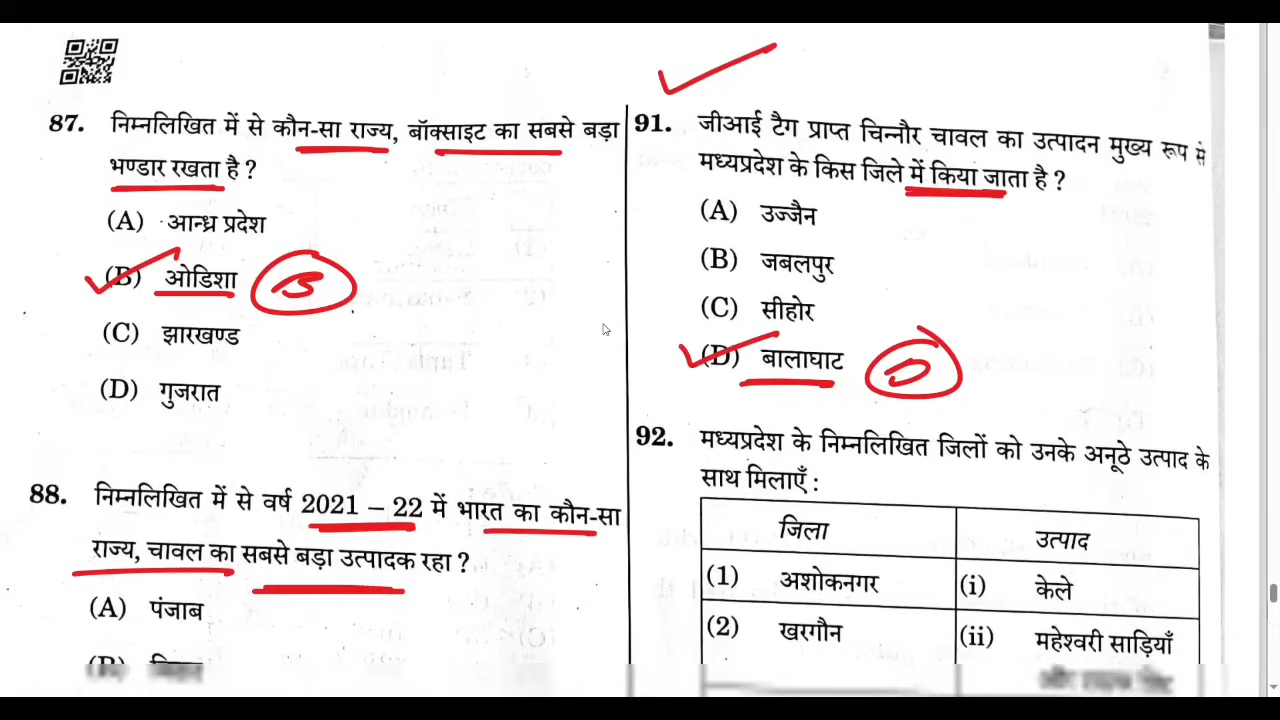 87. निम्नलिखित में से कौन-सा राज्य, बॉक्साइट का सबसे बड़ा
भण्डार रखता है ?
(A) आन्ध्र प्रदेश
(B) ओडिशा B
(C) झारखण्ड
(D) गुजरात
88. निम्नलिखित में से वर्ष 2021 – 22 में भारत का कौन-सा
राज्य, चावल का सबसे बड़ा उत्पादक रहा ?
(A) पंजाब
91. जीआई टैग प्राप्त चिन्नौर चावल का उत्पादन मुख्य रूप से
मध्यप्रदेश के किस जिले में किया जाता है ?
(A) उज्जैन
(B) जबलपुर
(C) सीहोर
(D) बालाघाट D
92. मध्यप्रदेश के निम्नलिखित जिलों को उनके अनूठे उत्पाद के
साथ मिलाएँ :
जिला उत्पाद
(1) अशोकनगर (i) केले
(2) खरगौन (ii) महेश्वरी साड़ियाँ